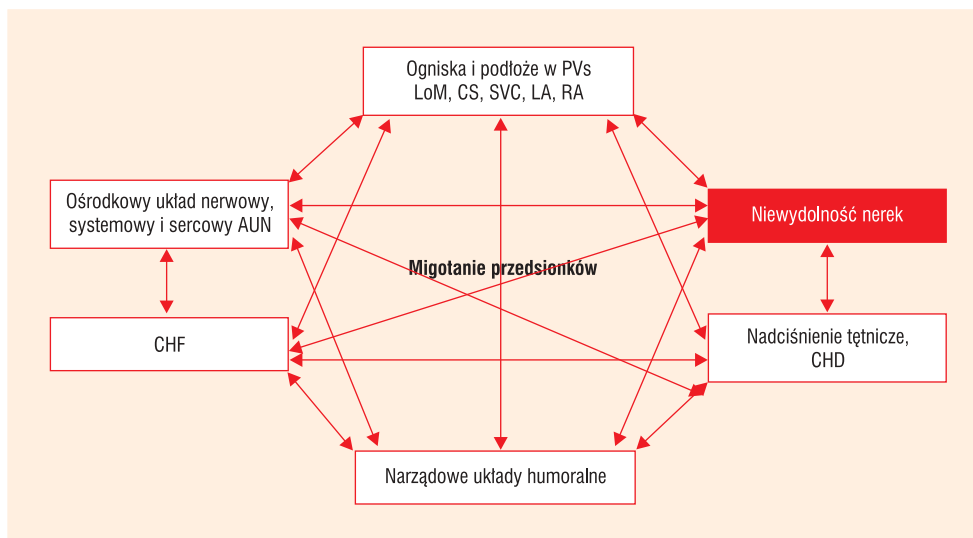 Ogniska i podłoże w PVs
LoM, CS, SVC, LA, RA
Ośrodkowy układ nerwowy,
systemowy i sercowy AUN
Niewydolność nerek
Migotanie przedsionków
CHF
Nadciśnienie tętnicze,
CHD
Narządowe układy humoralne